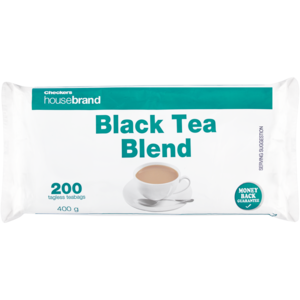 Checkers
housebrand
Black Tea
Blend
200
tagless teabags
400 g
SERVING SUGGESTION
MONEY
BACK
GUARANTEE